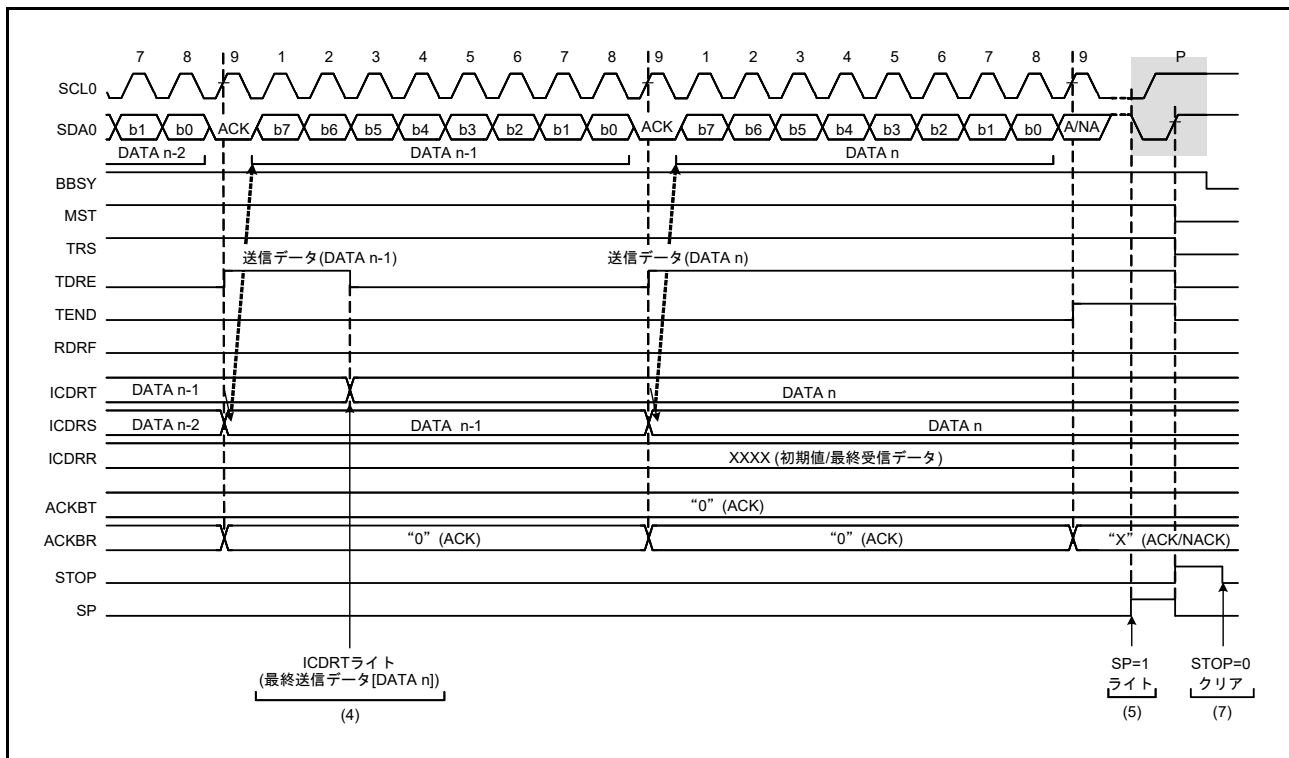 7 8 9 1 2 3 4 5 6 7 8 9 1 2 3 4 5 6 7 8 9 P
SCL0
SDA0 b1 b0 ACK b7 b6 b5 b4 b3 b2 b1 b0 ACK b7 b6 b5 b4 b3 b2 b1 b0 A/NA
DATA n-2 DATA n-1 DATA n
BBSY
MST
TRS
送信データ(DATA n-1) 送信データ(DATA n)
TDRE
TEND
RDRF
ICDRT DATA n-1 DATA n
ICDRS DATA n-2 DATA n-1 DATA n
ICDRR XXXX (初期値/最終受信データ)
ACKBT “0” (ACK)
ACKBR “0” (ACK) “0” (ACK) “X” (ACK/NACK)
STOP
SP
ICDRTライト
(最終送信データ[DATA n])
(4)
SP=1
ライト
(5)
STOP=0
クリア
(7)